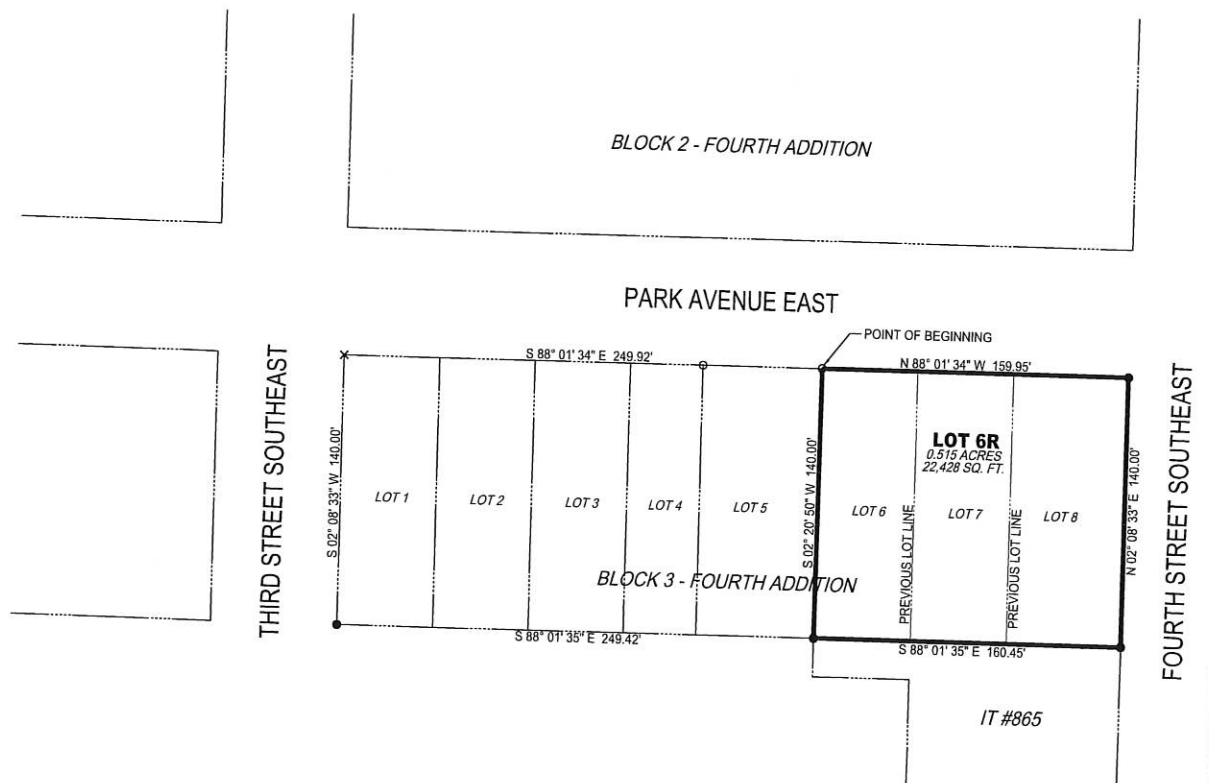 BLOCK 2 - FOURTH ADDITION
PARK AVENUE EAST
POINT OF BEGINNING
S 88° 01' 34" E 249.92'
N 88° 01' 34" W 159.95'
THIRD STREET SOUTHEAST
S 02° 08' 33" W 140.00'
LOT 1
LOT 2
LOT 3
LOT 4
LOT 5
S 02° 20' 50" W 140.00'
LOT 6
PREVIOUS LOT LINE
LOT 6R
0.515 ACRES
22,428 SQ. FT.
LOT 7
PREVIOUS LOT LINE
LOT 8
N 02° 08' 33" E 140.00'
FOURTH STREET SOUTHEAST
BLOCK 3 - FOURTH ADDITION
S 88° 01' 35" E 249.42'
S 88° 01' 35" E 160.45'
IT #865